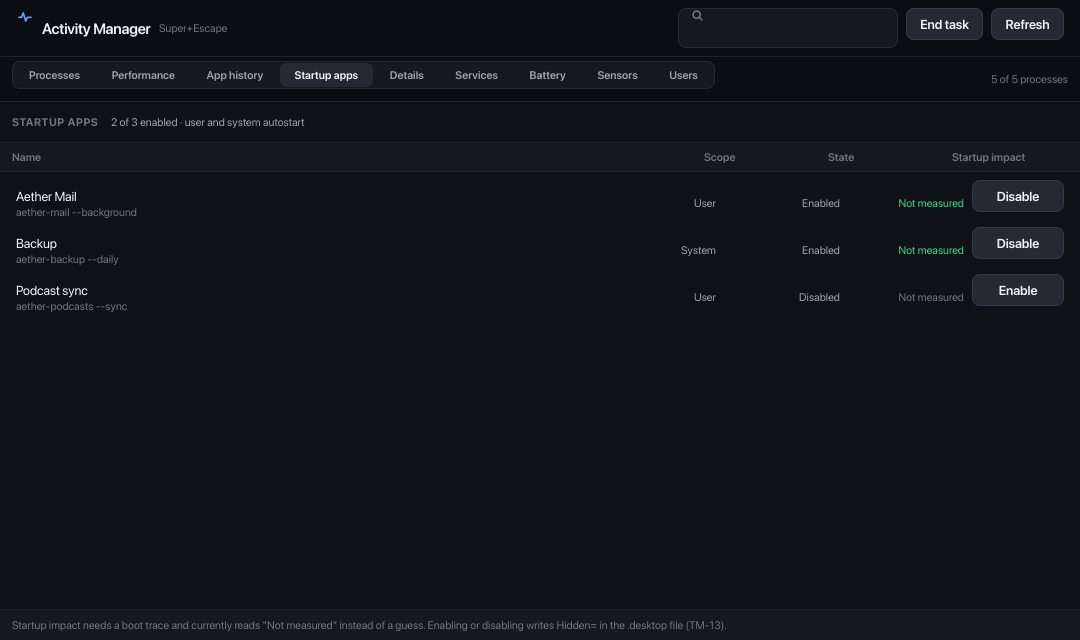 Activity Manager Super+Escape
End task Refresh
Processes Performance App history Startup apps Details Services Battery Sensors Users
5 of 5 processes
STARTUP APPS 2 of 3 enabled · user and system autostart
Name Scope State Startup impact
Aether Mail
aether-mail --background
User Enabled Not measured Disable
Backup
aether-backup --daily
System Enabled Not measured Disable
Podcast sync
aether-podcasts --sync
User Disabled Not measured Enable
Startup impact needs a boot trace and currently reads "Not measured" instead of a guess. Enabling or disabling writes Hidden= in the .desktop file (TM-13).